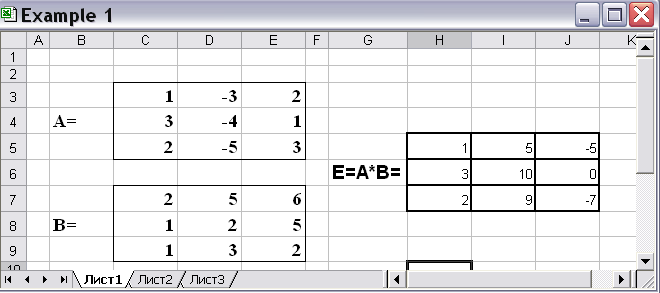 Example 1
A B C D E F G H I J K
1
2
3 1 -3 2
4 A= 3 -4 1
5 2 -5 3 1 5 -5
6 E=A*B= 3 10 0
7 2 5 6 2 9 -7
8 B= 1 2 5
9 1 3 2
10
Лист1 Лист2 Лист3